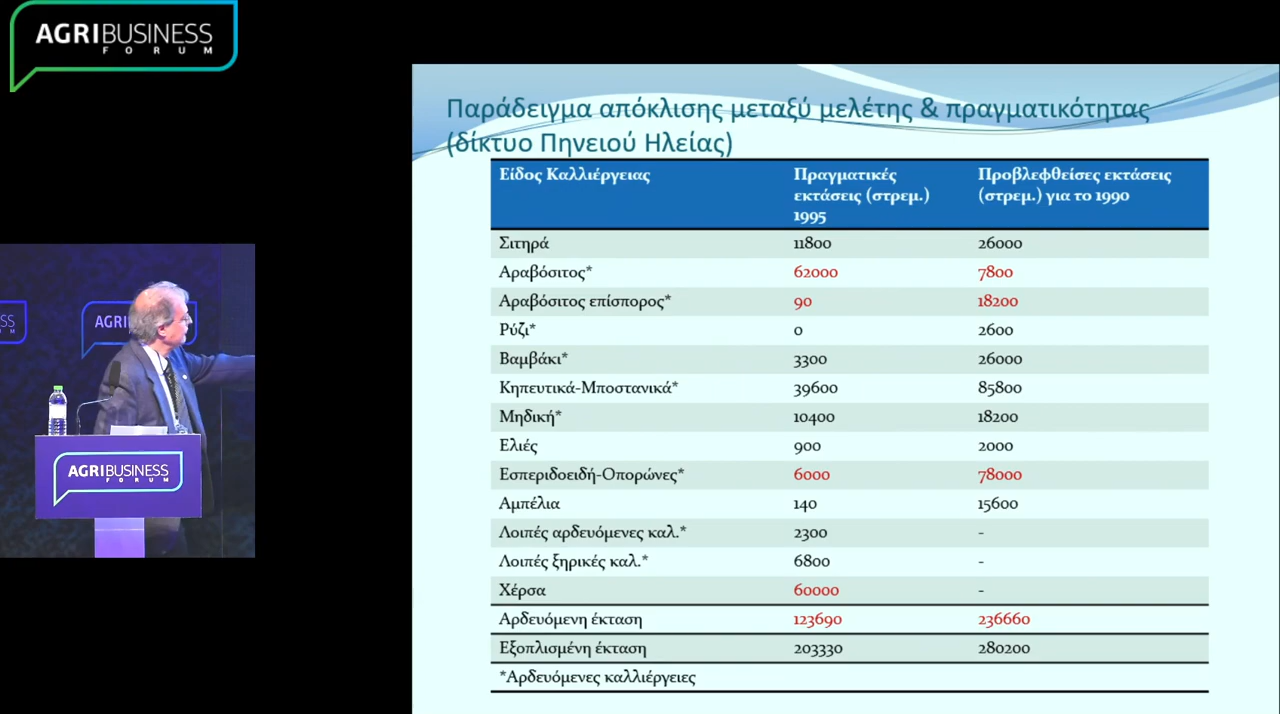 AGRIBUSINESS
FORUM
Παράδειγμα απόκλισης μεταξύ μελέτης & πραγματικότητας
(δίκτυο Πηνειού Ηλείας)
Είδος Καλλιέργειας Πραγματικές εκτάσεις (στρεμ.) 1995 Προβλεφθείσες εκτάσεις (στρεμ.) για το 1990
Σιτηρά 11800 26000
Αραβόσιτος* 62000 7800
Αραβόσιτος επίσπορος* 90 18200
Ρύζι* 0 2600
Βαμβάκι* 3300 26000
Κηπευτικά-Μποστανικά* 39600 85800
Μηδική* 10400 18200
Ελιές 900 2000
Εσπεριδοειδή-Οπορώνες* 6000 78000
Αμπέλια 140 15600
Λοιπές αρδευόμενες καλ.* 2300 -
Λοιπές ξηρικές καλ.* 6800 -
Χέρσα 60000 -
Αρδευόμενη έκταση 123690 236660
Εξοπλισμένη έκταση 203330 280200
*Αρδευόμενες καλλιέργειες
AGRI
AGRIBUSINESS
FORUM